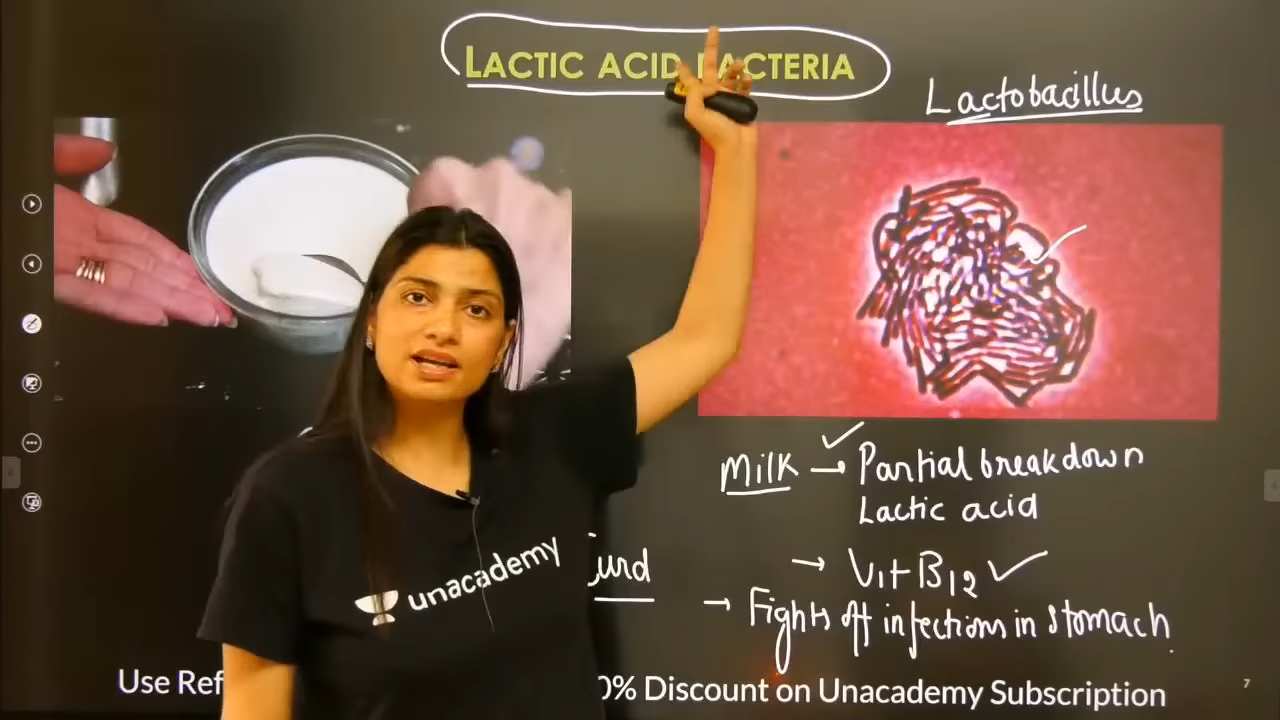 LACTIC ACID BACTERIA
Lactobacillus
Milk → Partial breakdown
Lactic acid
→ Vit B12 ✓
Curd
→ Fights off infections in stomach
unacademy
Use Ref
0% Discount on Unacademy Subscription
7